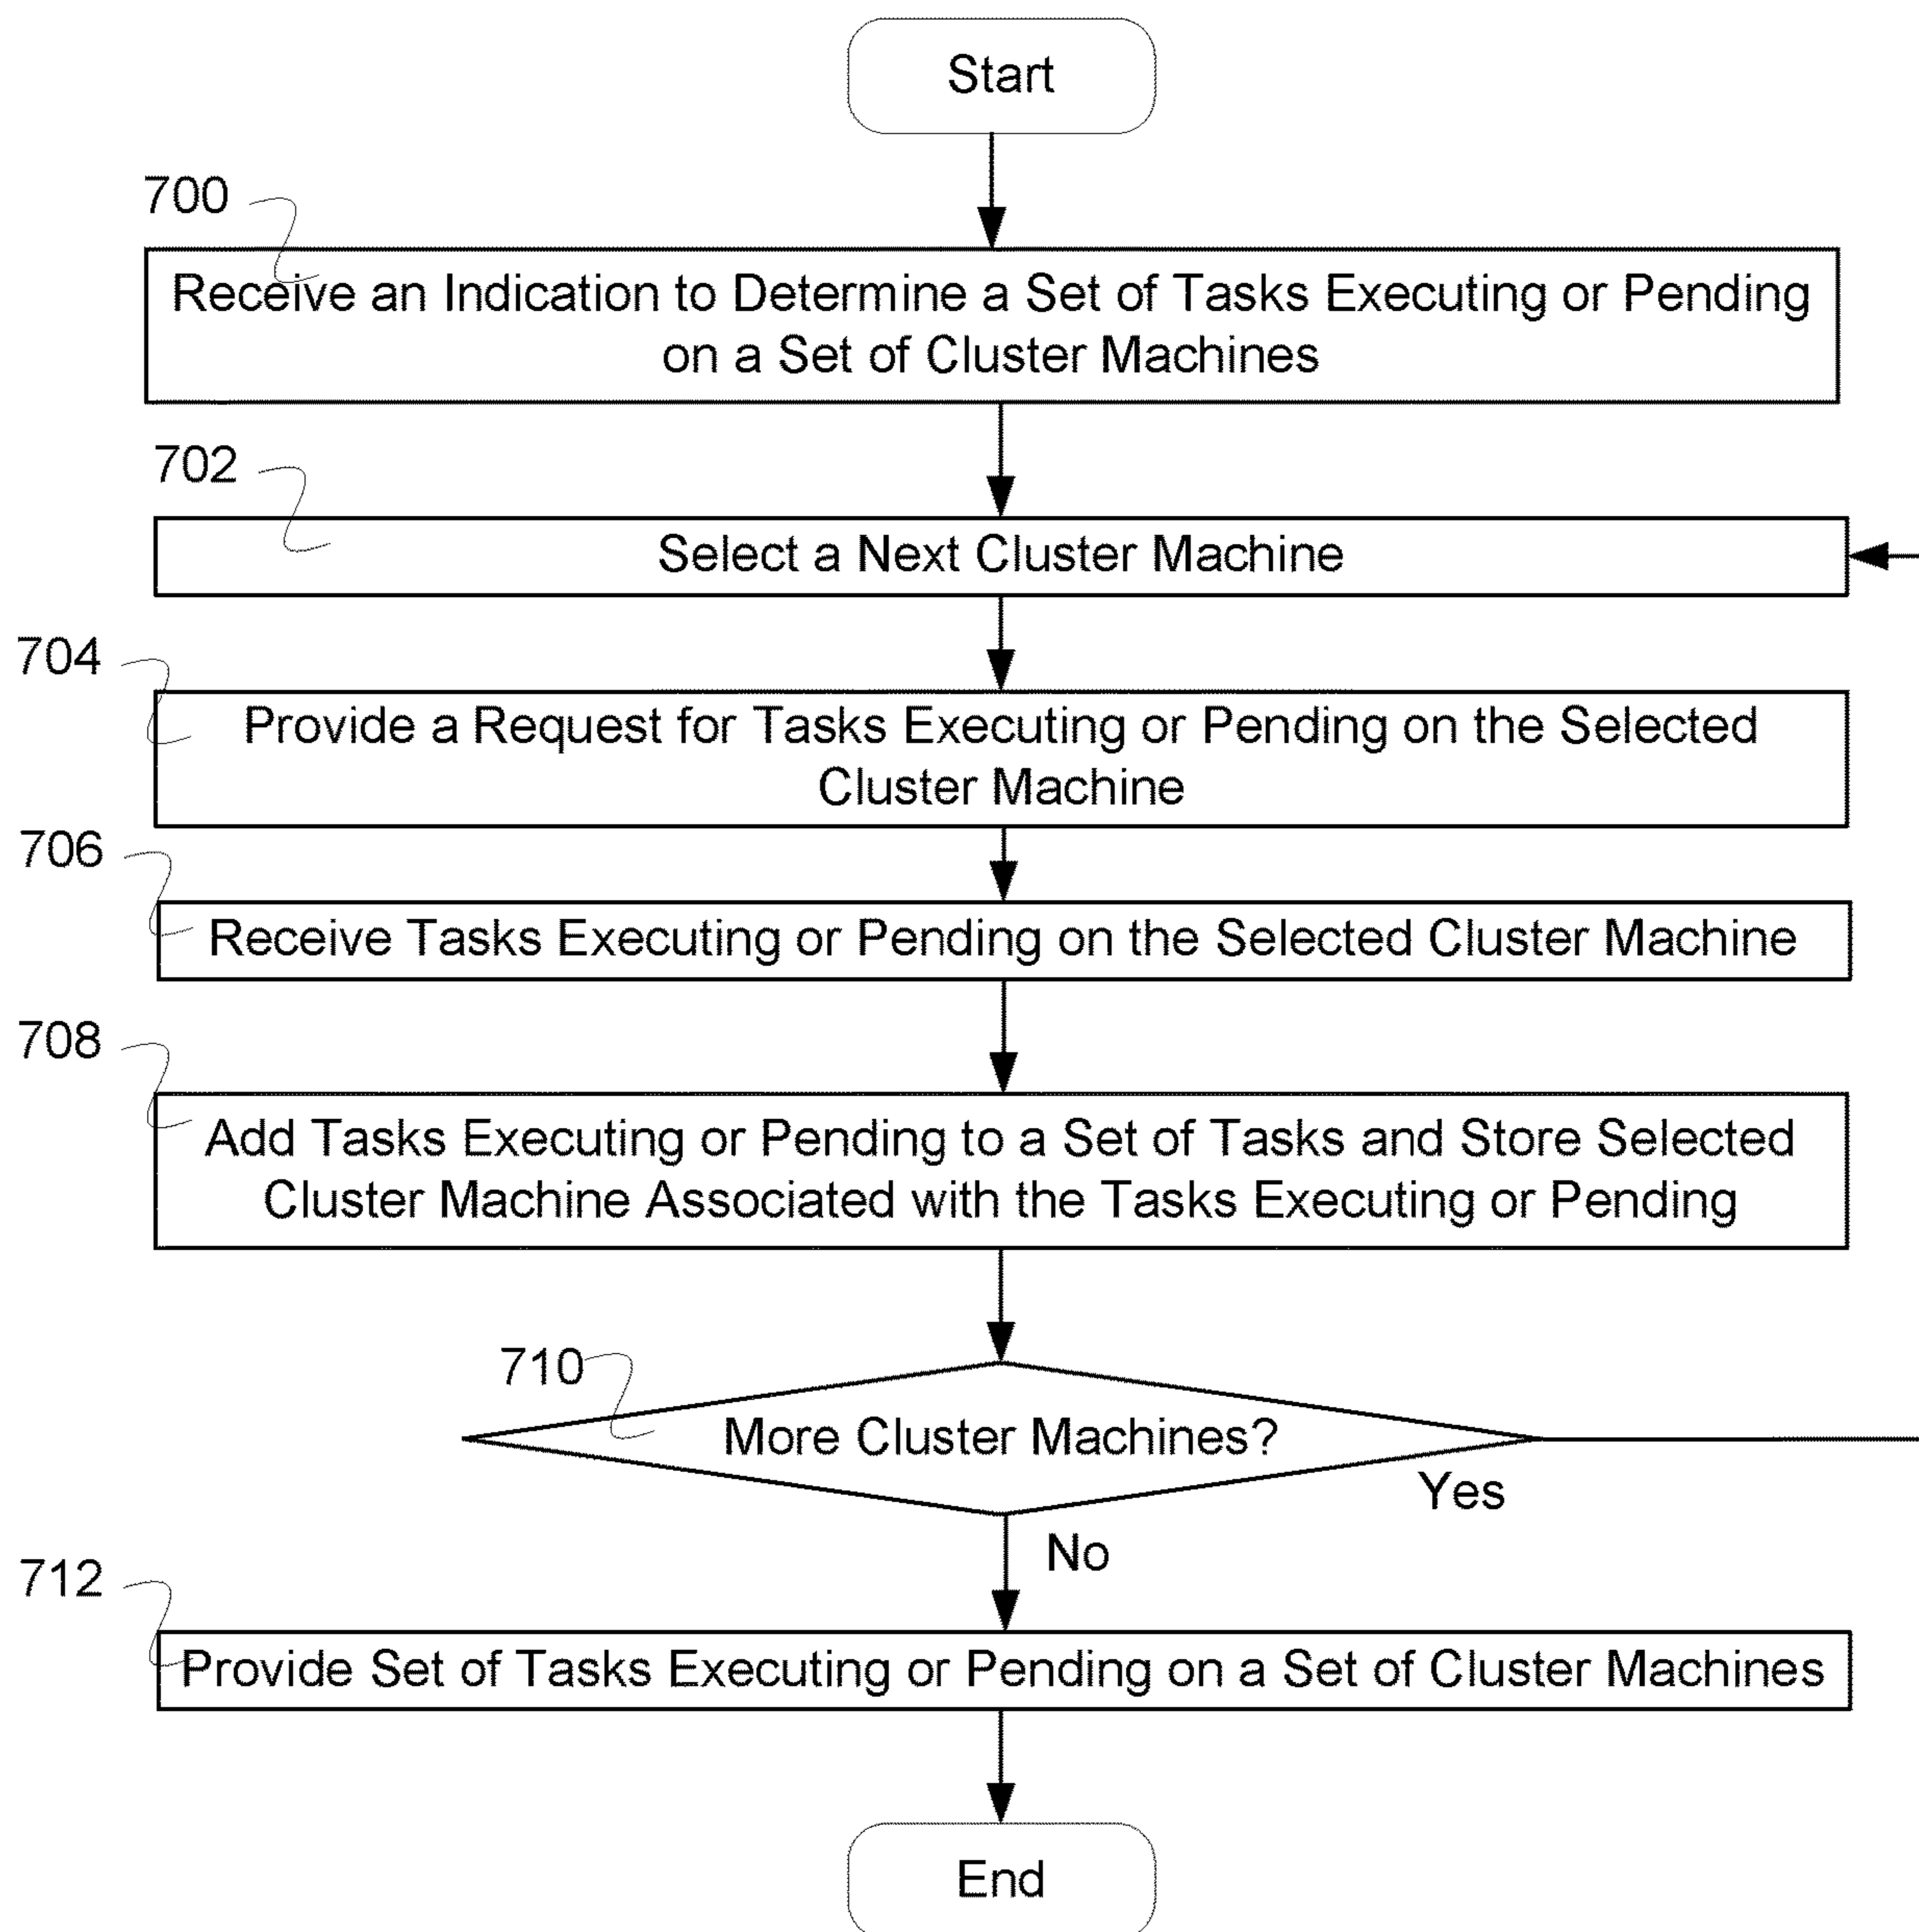 Start
700
Receive an Indication to Determine a Set of Tasks Executing or Pending
on a Set of Cluster Machines
702
Select a Next Cluster Machine
704
Provide a Request for Tasks Executing or Pending on the Selected
Cluster Machine
706
Receive Tasks Executing or Pending on the Selected Cluster Machine
708
Add Tasks Executing or Pending to a Set of Tasks and Store Selected
Cluster Machine Associated with the Tasks Executing or Pending
710
More Cluster Machines?
Yes
No
712
Provide Set of Tasks Executing or Pending on a Set of Cluster Machines
End